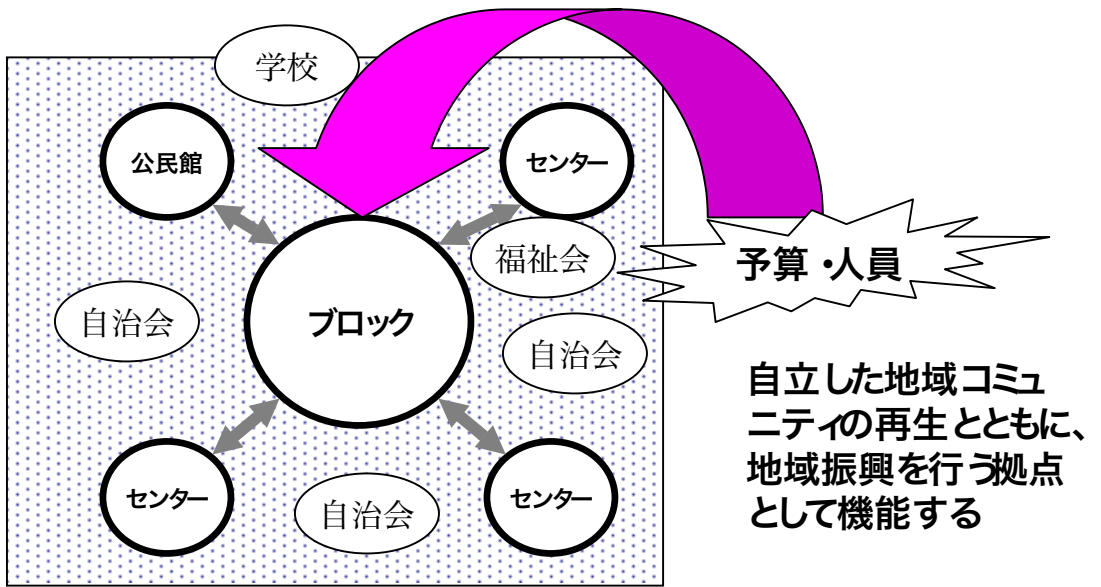 学校
公民館
センター
福祉会
予算・人員
自治会
ブロック
自治会
自立した地域コミュ
ニティの再生とともに、
地域振興を行う拠点
として機能する
センター
自治会
センター